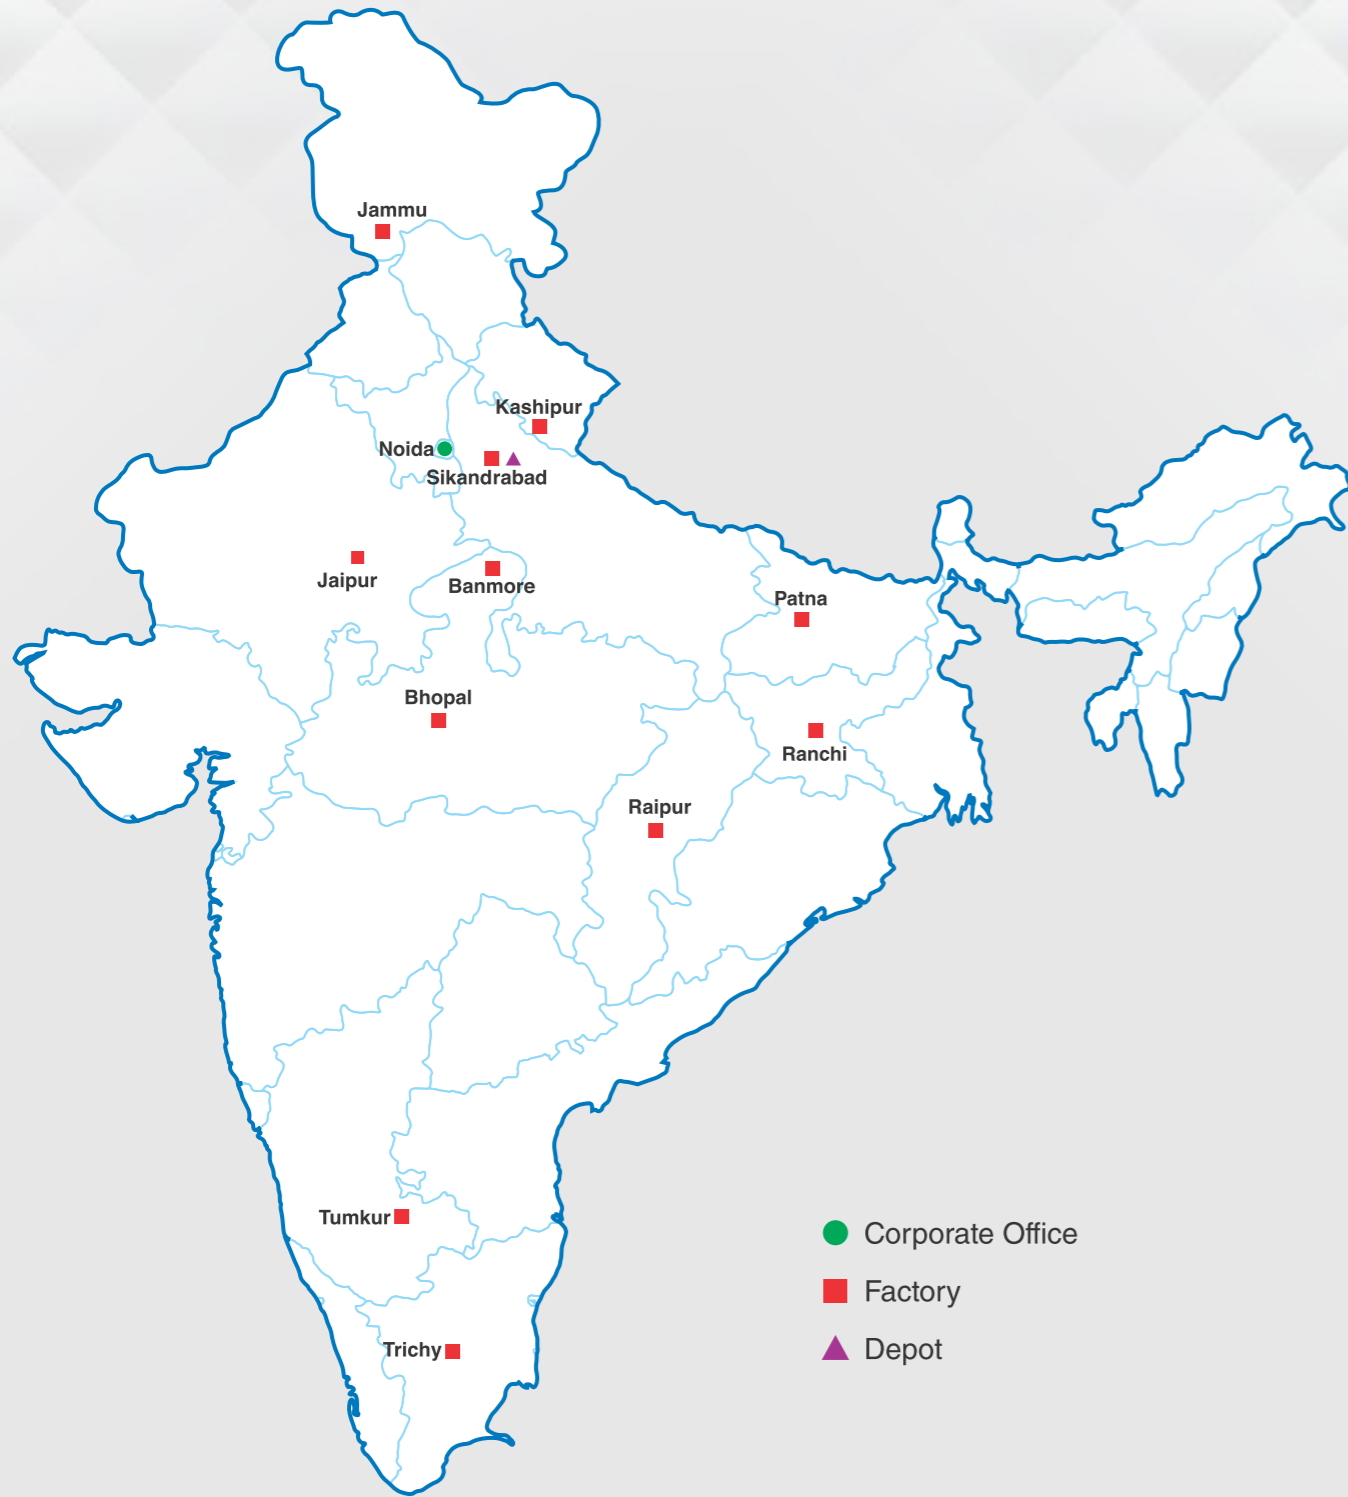 Jammu
Kashipur
Noida
Sikandrabad
Jaipur
Banmore
Patna
Bhopal
Ranchi
Raipur
Tumkur
Corporate Office
Factory
Trichy
Depot